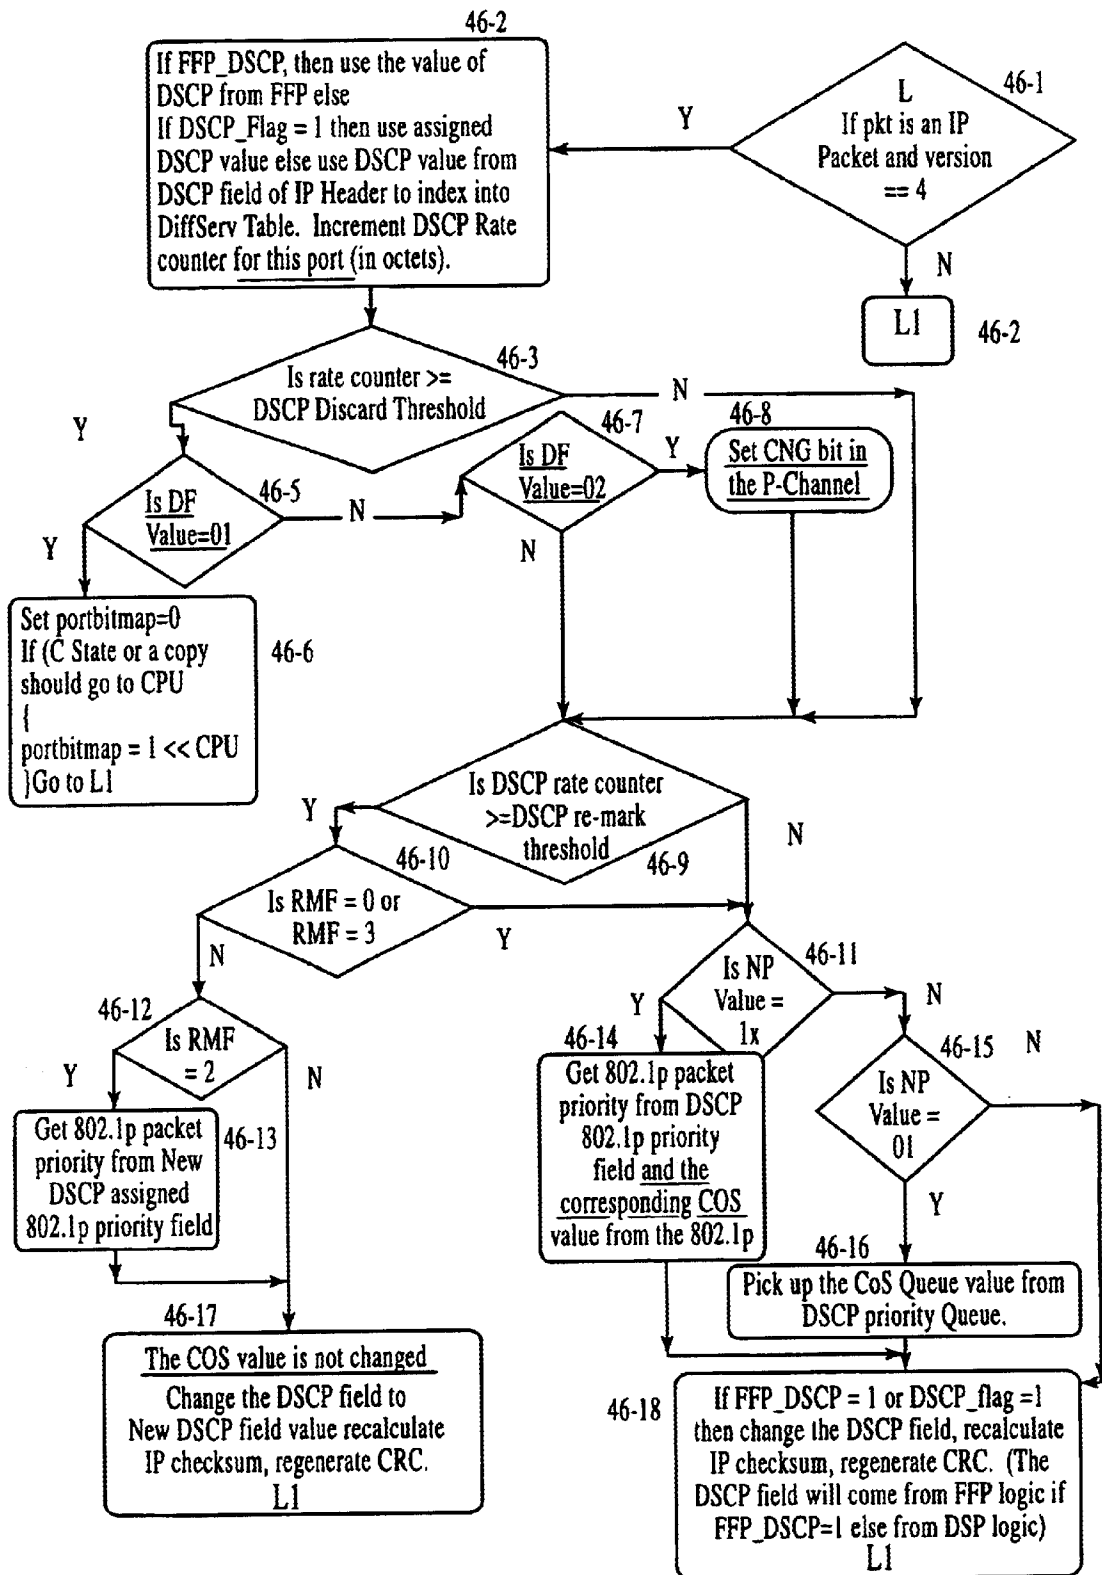 46-2
If FFP_DSCP, then use the value of
DSCP from FFP else
If DSCP_Flag = 1 then use assigned
DSCP value else use DSCP value from
DSCP field of IP Header to index into
DiffServ Table. Increment DSCP Rate
counter for this port (in octets).
46-1
L
If pkt is an IP
Packet and version
== 4
Y
N
L1
46-2
46-3
Is rate counter >=
DSCP Discard Threshold
N
Y
46-5
Is DF
Value=01
N
Y
46-7
Is DF
Value=02
Y
N
46-8
Set CNG bit in
the P-Channel
Set portbitmap=0
If (C State or a copy
should go to CPU
{
portbitmap = 1 << CPU
}Go to L1
46-6
Is DSCP rate counter
>=DSCP re-mark
threshold
46-9
Y
N
46-10
Is RMF = 0 or
RMF = 3
Y
N
46-11
Is NP
Value =
1x
Y
N
46-12
Is RMF
= 2
Y
N
46-13
Get 802.1p packet
priority from New
DSCP assigned
802.1p priority field
46-14
Get 802.1p packet
priority from DSCP
802.1p priority
field and the
corresponding COS
value from the 802.1p
46-15
Is NP
Value =
01
N
Y
46-16
Pick up the CoS Queue value from
DSCP priority Queue.
46-17
The COS value is not changed
Change the DSCP field to
New DSCP field value recalculate
IP checksum, regenerate CRC.
L1
46-18
If FFP_DSCP = 1 or DSCP_flag =1
then change the DSCP field, recalculate
IP checksum, regenerate CRC. (The
DSCP field will come from FFP logic if
FFP_DSCP=1 else from DSP logic)
L1